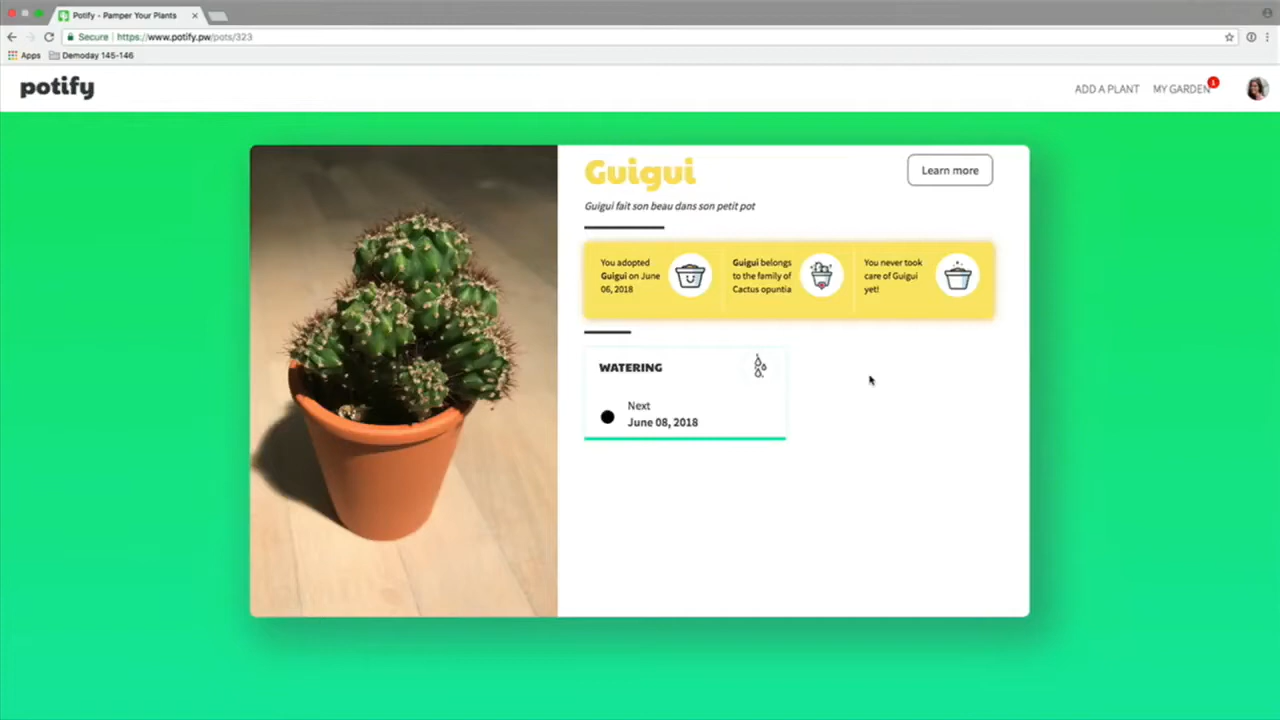 Potify - Pamper Your Plants
Secure https://www.potify.pw/pots/323
Apps Demoday 145-146
potify
ADD A PLANT MY GARDEN 1
Guigui
Learn more
Guigui fait son beau dans son petit pot
You adopted
Guigui on June
06, 2018
Guigui belongs
to the family of
Cactus opuntia
You never took
care of Guigui
yet!
WATERING
Next
June 08, 2018